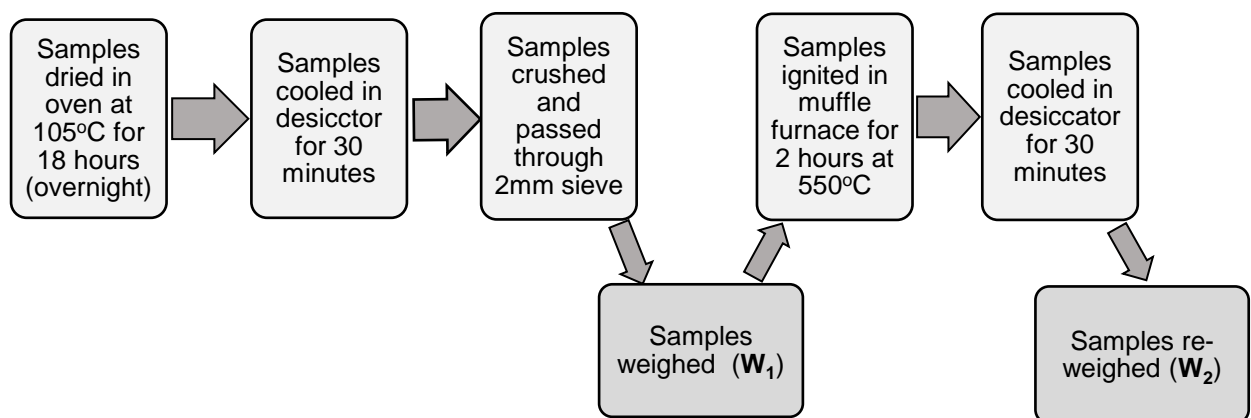 Samples
dried in
oven at
105oC for
18 hours
(overnight)
Samples
cooled in
desicctor
for 30
minutes
Samples
crushed
and
passed
through
2mm sieve
Samples
weighed (W1)
Samples
ignited in
muffle
furnace for
2 hours at
550oC
Samples
cooled in
desiccator
for 30
minutes
Samples re-
weighed (W2)